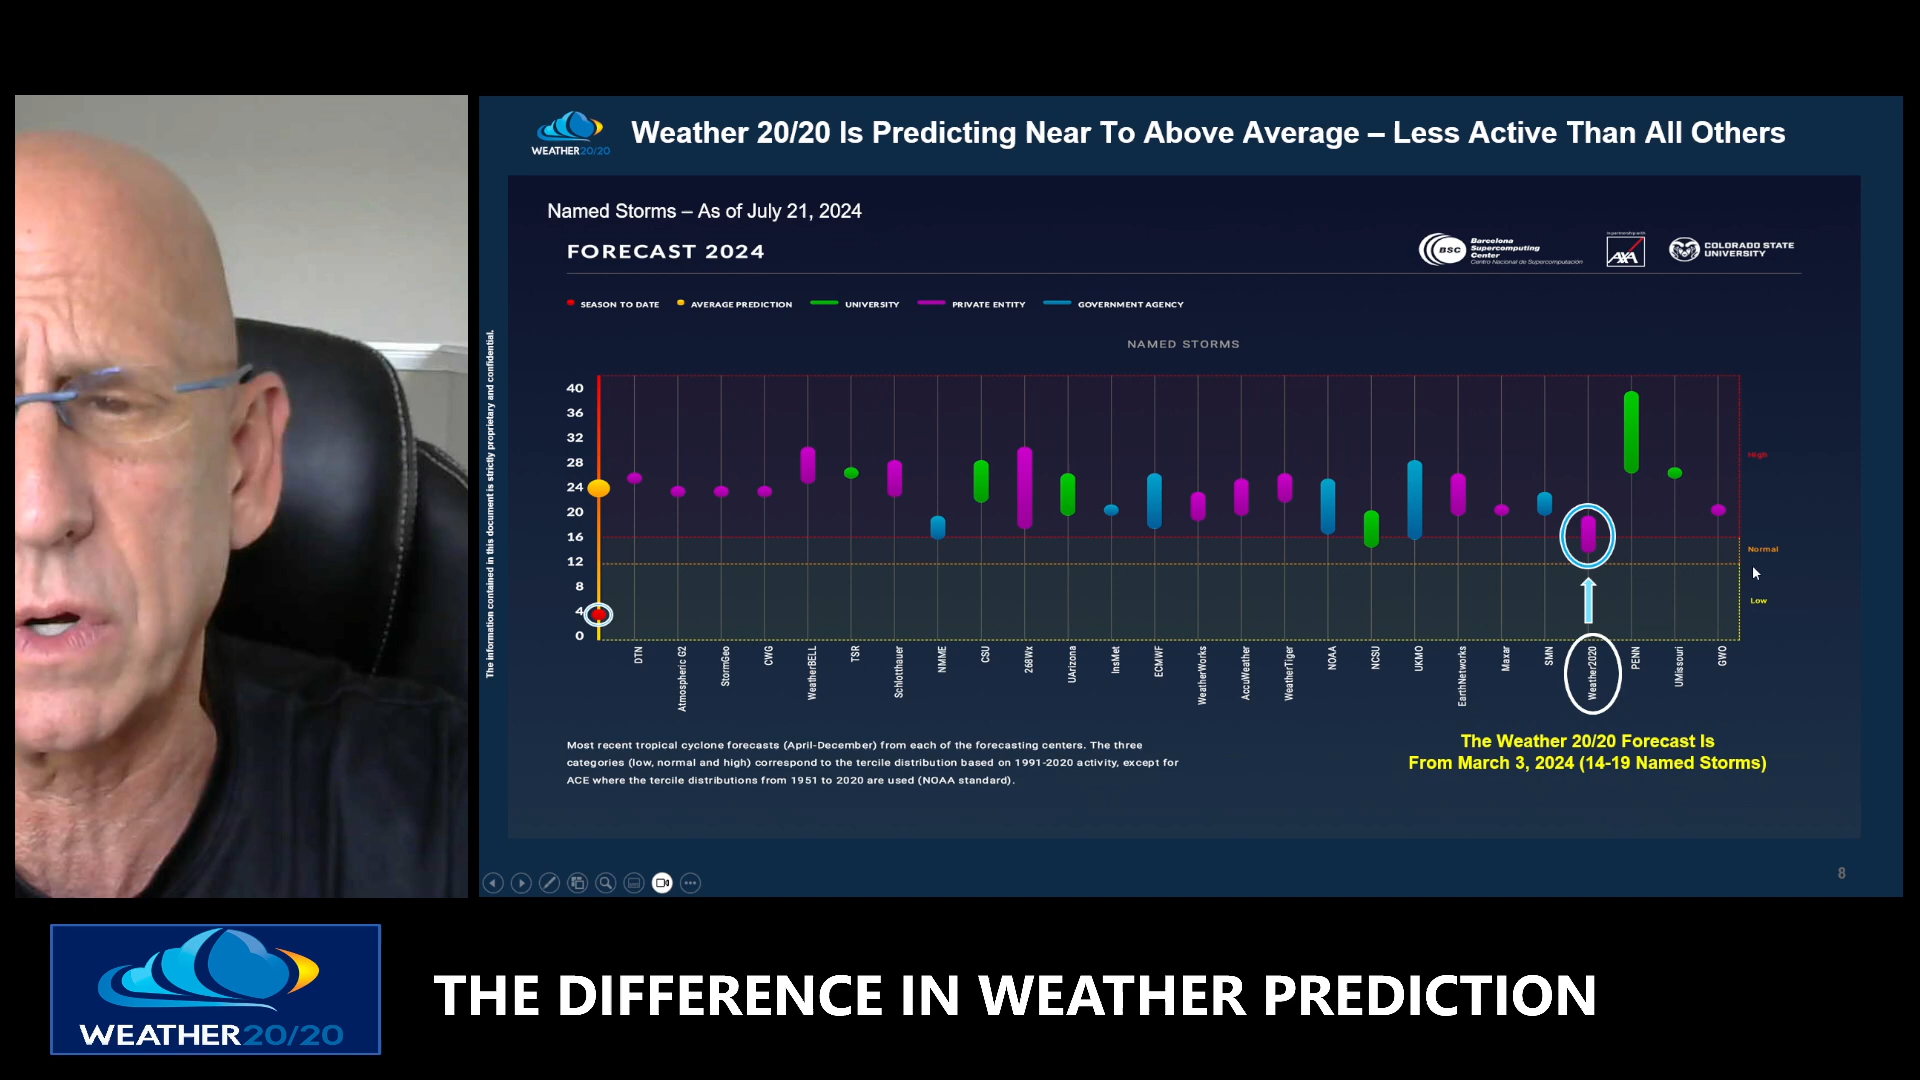 Weather 20/20 Is Predicting Near To Above Average – Less Active Than All Others
WEATHER20/20
Named Storms – As of July 21, 2024
FORECAST 2024
BSC
Barcelona
Supercomputing
Center
Centro Nacional de Supercomputación
In partnership with
AXA
COLORADO STATE
UNIVERSITY
SEASON TO DATE
AVERAGE PREDICTION
UNIVERSITY
PRIVATE ENTITY
GOVERNMENT AGENCY
NAMED STORMS
The information contained in this document is strictly proprietary and confidential.
40
36
32
28
24
20
16
12
8
4
0
High
Normal
Low
DTN
Atmospheric G2
StormGeo
CWG
WeatherBELL
TSR
Schlotthauer
NMME
CSU
268Wx
UArizona
InsMet
ECMWF
WeatherWorks
AccuWeather
WeatherTiger
NOAA
NCSU
UKMO
EarthNetworks
Maxar
SMN
Weather2020
PENN
UMissouri
GWO
Most recent tropical cyclone forecasts (April-December) from each of the forecasting centers. The three
categories (low, normal and high) correspond to the tercile distribution based on 1991-2020 activity, except for
ACE where the tercile distributions from 1951 to 2020 are used (NOAA standard).
The Weather 20/20 Forecast Is
From March 3, 2024 (14-19 Named Storms)
8
WEATHER20/20
THE DIFFERENCE IN WEATHER PREDICTION